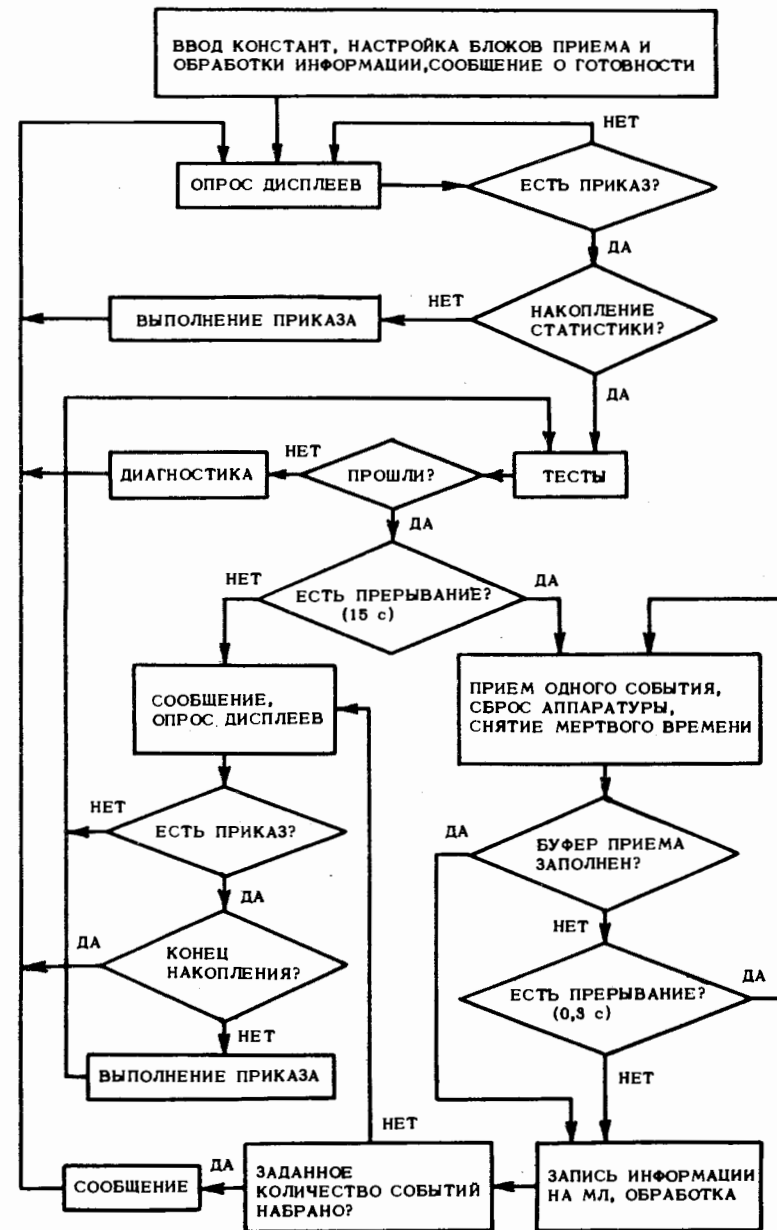 ВВОД КОНСТАНТ, НАСТРОЙКА БЛОКОВ ПРИЕМА И
ОБРАБОТКИ ИНФОРМАЦИИ,СООБЩЕНИЕ О ГОТОВНОСТИ
НЕТ
ОПРОС ДИСПЛЕЕВ
ЕСТЬ ПРИКАЗ?
ДА
НЕТ
ВЫПОЛНЕНИЕ ПРИКАЗА
НАКОПЛЕНИЕ
СТАТИСТИКИ?
ДА
НЕТ
ДИАГНОСТИКА
ПРОШЛИ?
ТЕСТЫ
ДА
НЕТ
ЕСТЬ ПРЕРЫВАНИЕ?
(15 с)
ДА
СООБЩЕНИЕ,
ОПРОС ДИСПЛЕЕВ
ПРИЕМ ОДНОГО СОБЫТИЯ,
СБРОС АППАРАТУРЫ,
СНЯТИЕ МЕРТВОГО ВРЕМЕНИ
НЕТ
ЕСТЬ ПРИКАЗ?
ДА
ДА
БУФЕР ПРИЕМА
ЗАПОЛНЕН?
НЕТ
ДА
КОНЕЦ
НАКОПЛЕНИЯ?
НЕТ
ЕСТЬ ПРЕРЫВАНИЕ?
(0,3 с)
ДА
НЕТ
ВЫПОЛНЕНИЕ ПРИКАЗА
НЕТ
СООБЩЕНИЕ
ДА
ЗАДАННОЕ
КОЛИЧЕСТВО СОБЫТИЙ
НАБРАНО?
ЗАПИСЬ ИНФОРМАЦИИ
НА МЛ, ОБРАБОТКА